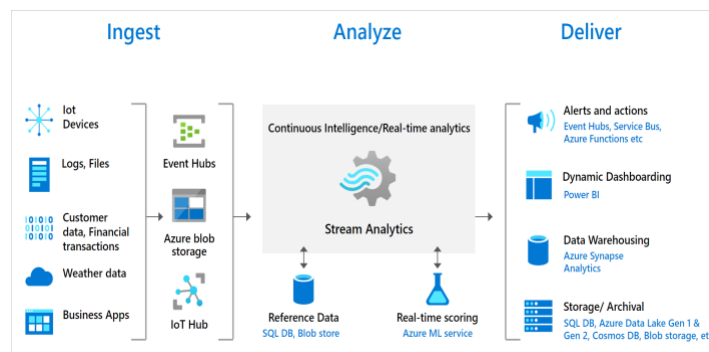 Ingest
Analyze
Deliver
Iot
Devices
Logs, Files
Customer
data, Financial
transactions
Weather data
Business Apps
Event Hubs
Azure blob
storage
IoT Hub
Continuous Intelligence/Real-time analytics
Stream Analytics
Reference Data
SQL DB, Blob store
Real-time scoring
Azure ML service
Alerts and actions
Event Hubs, Service Bus,
Azure Functions etc
Dynamic Dashboarding
Power BI
Data Warehousing
Azure Synapse
Analytics
Storage/ Archival
SQL DB, Azure Data Lake Gen 1 &
Gen 2, Cosmos DB, Blob storage, et